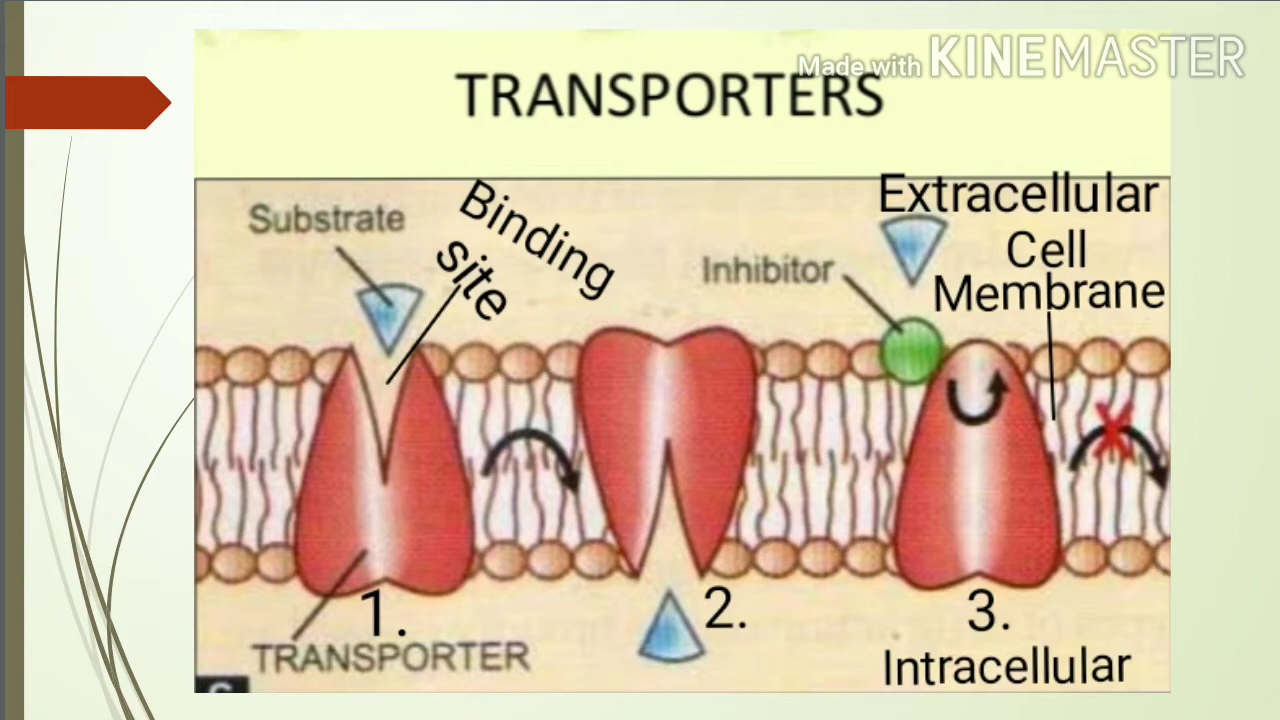 Made with KINEMASTER
TRANSPORTERS
Substrate
Binding
site
Inhibitor
Extracellular
Cell
Membrane
1.
2.
3.
TRANSPORTER
Intracellular